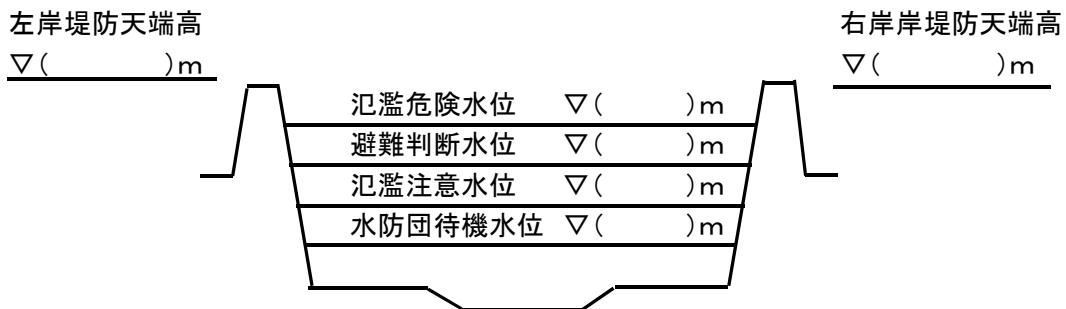 左岸堤防天端高
▽(　　　　)m
右岸岸堤防天端高
▽(　　　　)m
氾濫危険水位　▽(　　　)m
避難判断水位　▽(　　　)m
氾濫注意水位　▽(　　　)m
水防団待機水位　▽(　　　)m